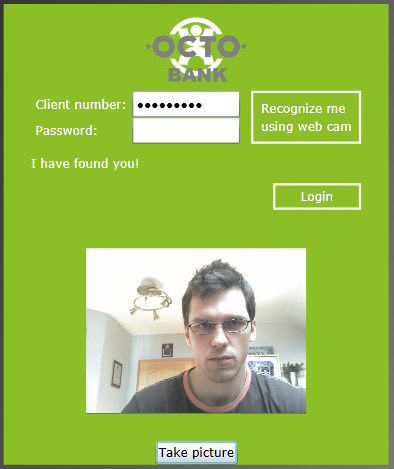 OCTO
BANK
Client number: •••••••••
Recognize me
using web cam
Password:
I have found you!
Login
Take picture